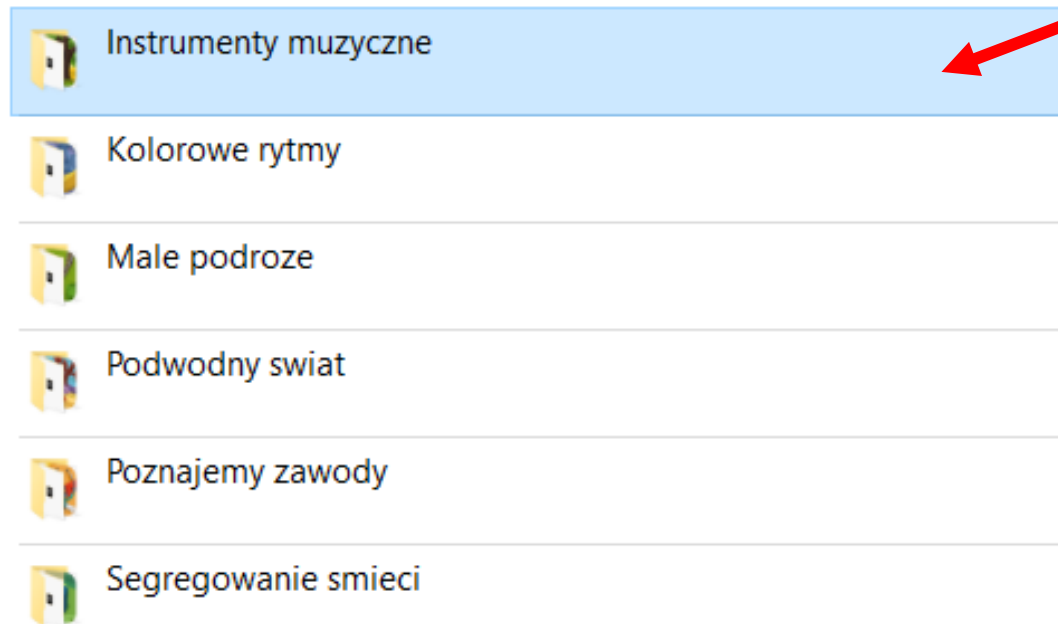 Instrumenty muzyczne
Kolorowe rytmy
Male podroze
Podwodny swiat
Poznajemy zawody
Segregowanie smieci